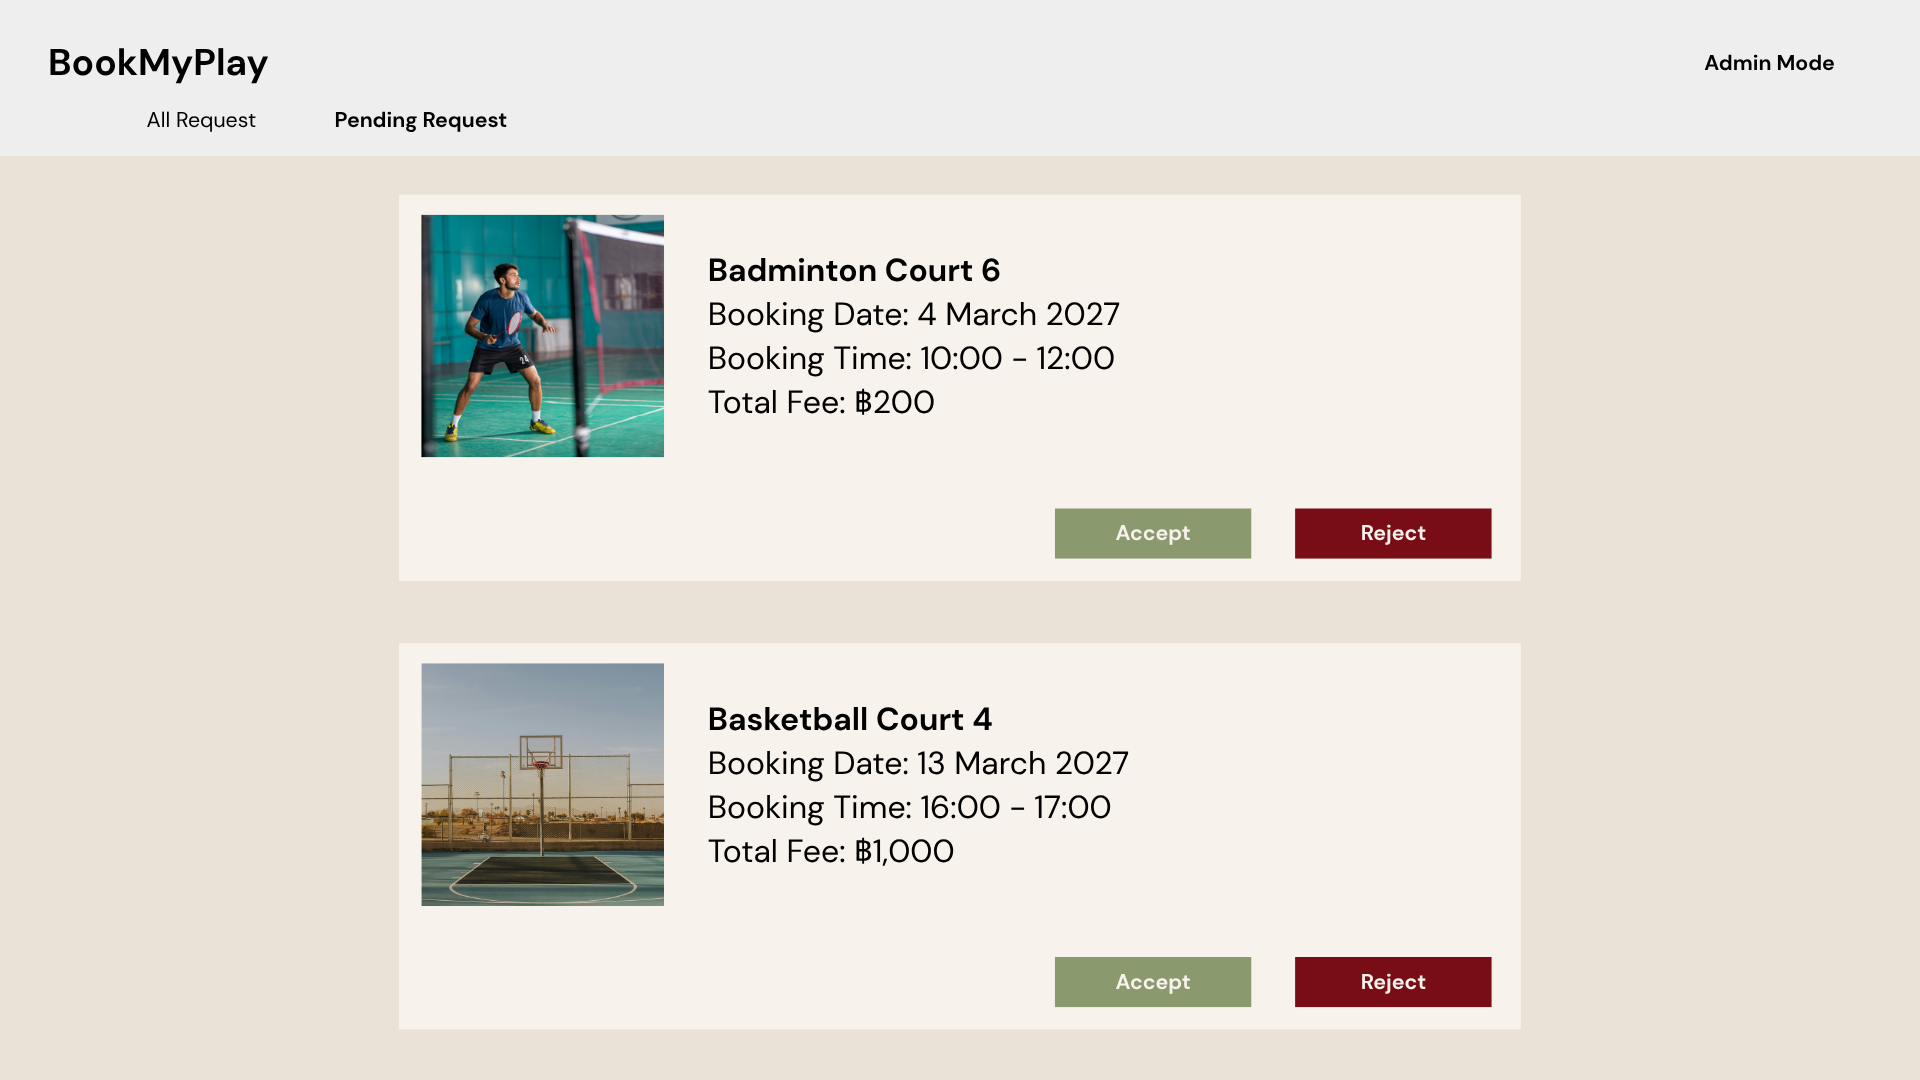 BookMyPlay
Admin Mode
All Request
Pending Request
Badminton Court 6
Booking Date: 4 March 2027
Booking Time: 10:00 - 12:00
Total Fee: ฿200
24
Accept
Reject
Basketball Court 4
Booking Date: 13 March 2027
Booking Time: 16:00 - 17:00
Total Fee: ฿1,000
Accept
Reject